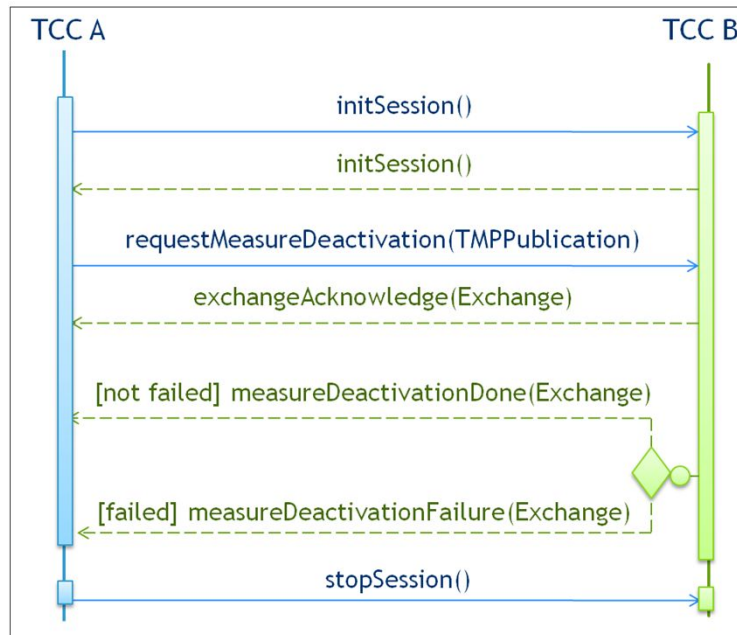 TCC A
TCC B
initSession()
initSession()
requestMeasureDeactivation(TMPPublication)
exchangeAcknowledge(Exchange)
[not failed] measureDeactivationDone(Exchange)
[failed] measureDeactivationFailure(Exchange)
stopSession()